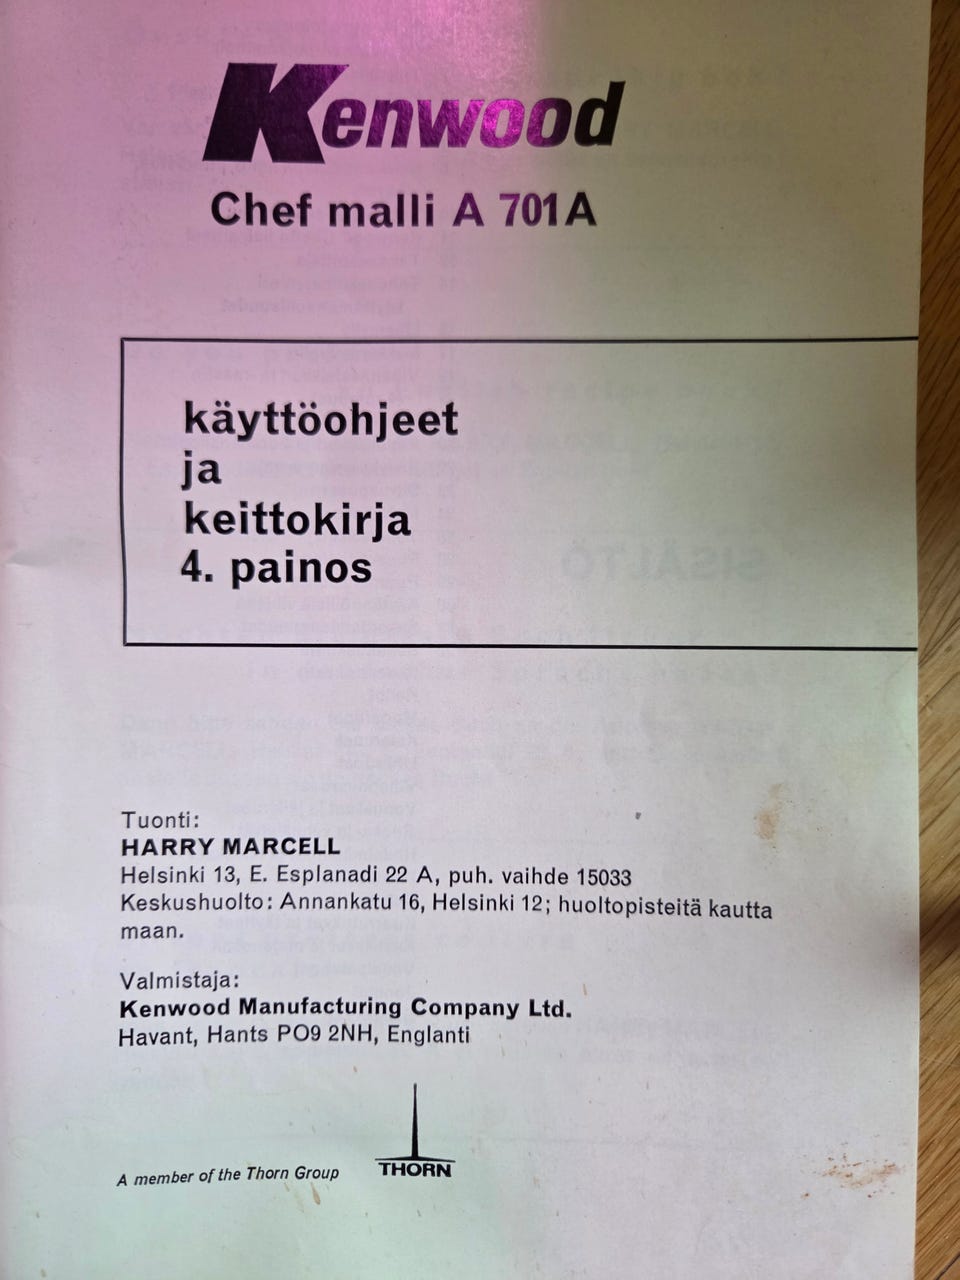 Kenwood
Chef malli A 701A
käyttöohjeet
ja
keittokirja
4. painos
SISÄLTÖ
Tuonti:
HARRY MARCELL
Helsinki 13, E. Esplanadi 22 A, puh. vaihde 15033
Keskushuolto: Annankatu 16, Helsinki 12; huoltopisteitä kautta
maan.
Valmistaja:
Kenwood Manufacturing Company Ltd.
Havant, Hants PO9 2NH, Englanti
A member of the Thorn Group
THORN